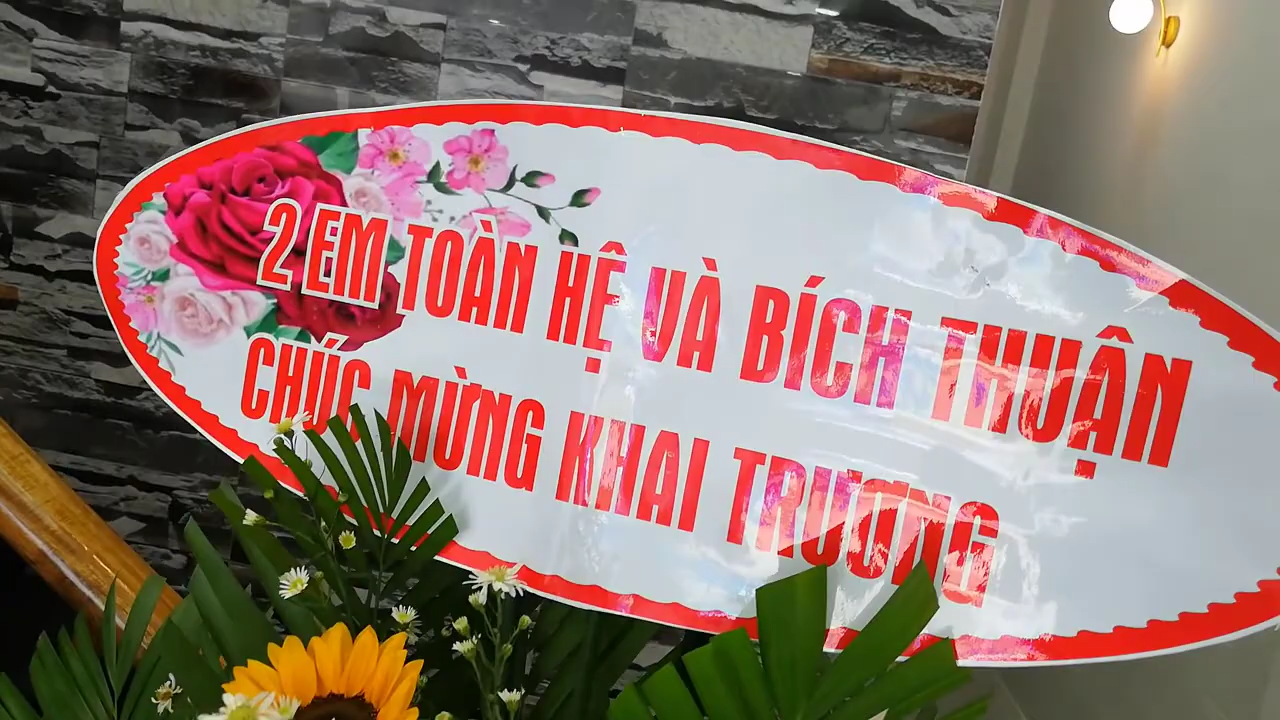 2 EM TOÀN HỆ VÀ BÍCH THUẬN
CHÚC MỪNG KHAI TRƯƠNG